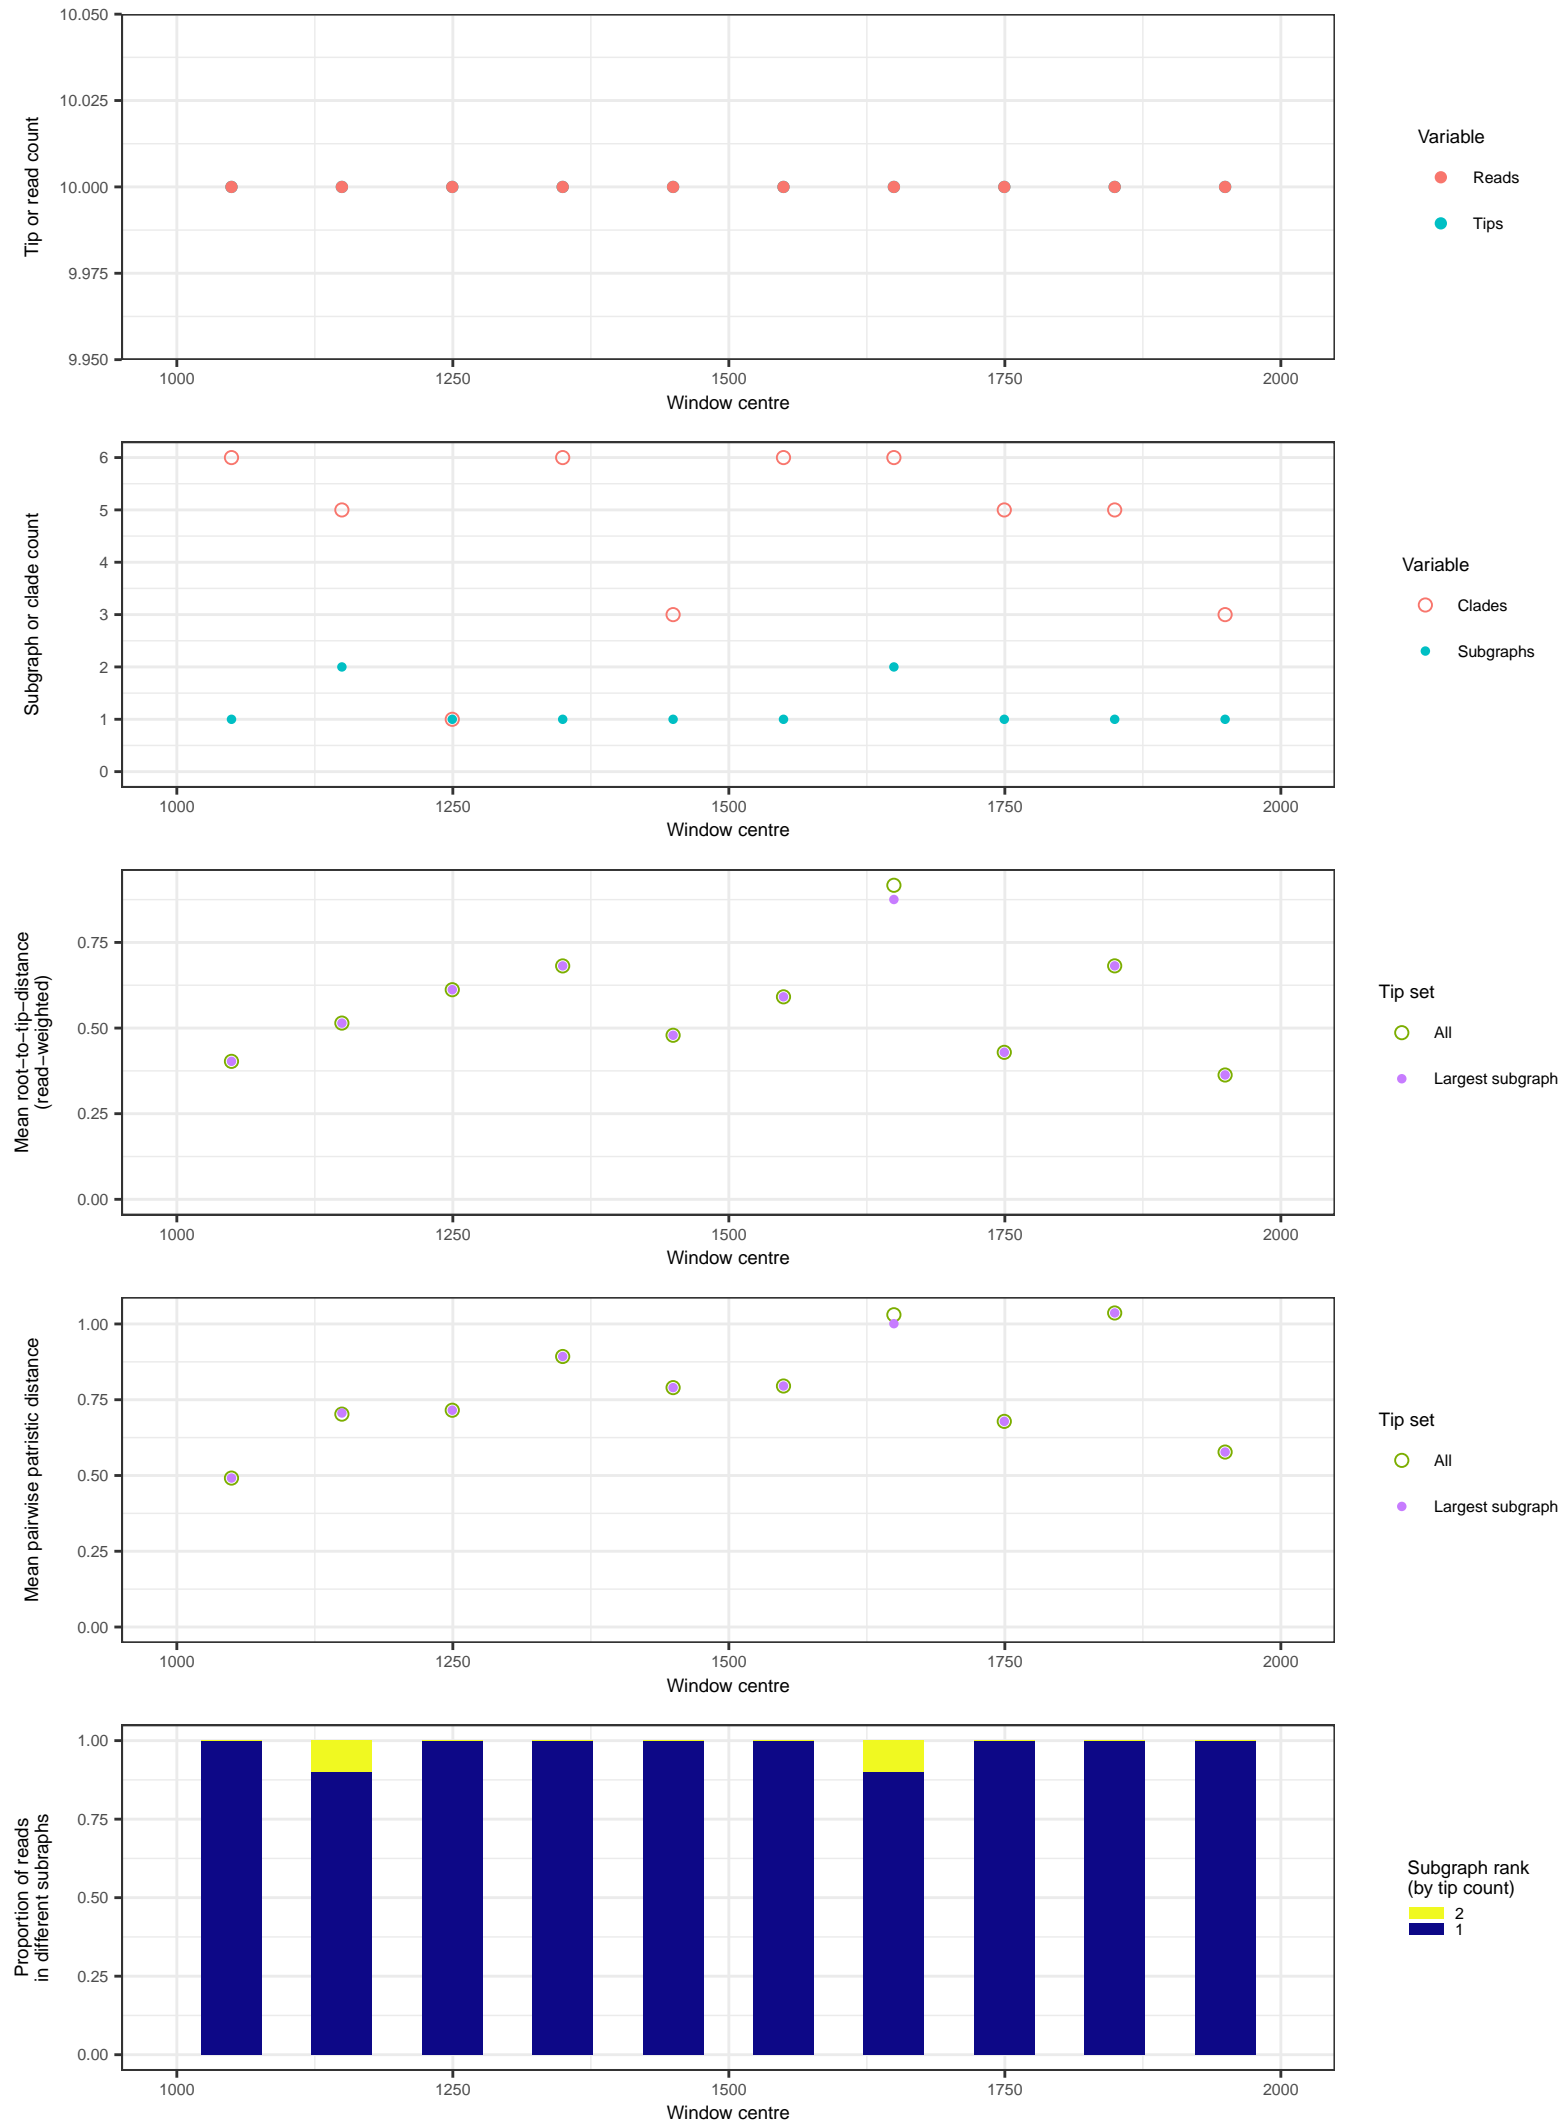 10.050
10.025
10.000
9.975
9.950
Tip or read count
1000 1250 1500 1750 2000
Window centre
Variable
Reads
Tips
6
5
4
3
2
1
0
Subgraph or clade count
1000 1250 1500 1750 2000
Window centre
Variable
Clades
Subgraphs
0.75
0.50
0.25
0.00
Mean root−to−tip−distance
(read−weighted)
1000 1250 1500 1750 2000
Window centre
Tip set
All
Largest subgraph
1.00
0.75
0.50
0.25
0.00
Mean pairwise patristic distance
1000 1250 1500 1750 2000
Window centre
Tip set
All
Largest subgraph
1.00
0.75
0.50
0.25
0.00
Proportion of reads
in different subraphs
1000 1250 1500 1750 2000
Window centre
Subgraph rank
(by tip count)
2
1